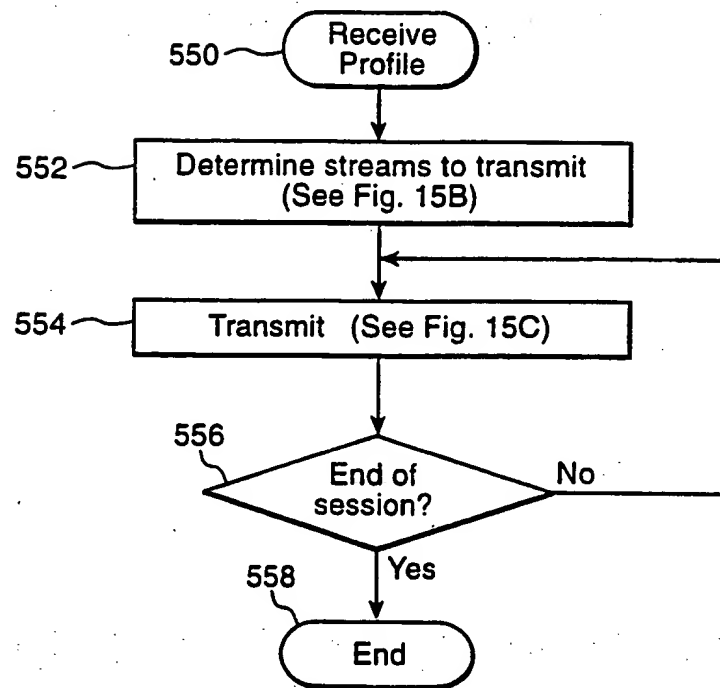 550
Receive
Profile
552
Determine streams to transmit
(See Fig. 15B)
554
Transmit (See Fig. 15C)
556
End of
session?
No
Yes
558
End